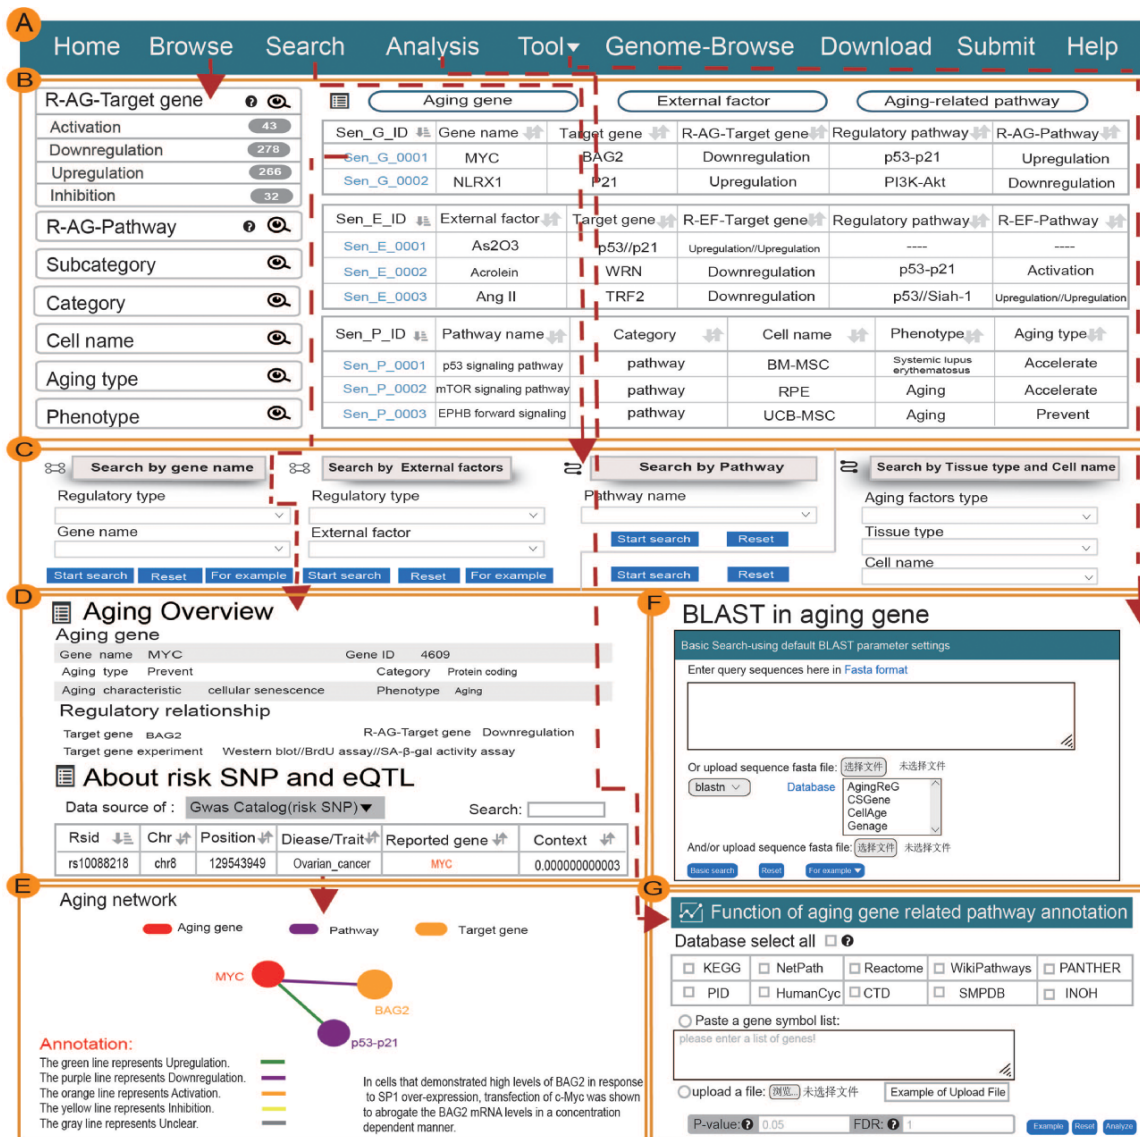 A
Home Browse Search Analysis Tool Genome-Browse Download Submit Help
B
R-AG-Target gene
Activation 43
Downregulation 278
Upregulation 266
Inhibition 32
R-AG-Pathway
Subcategory
Category
Cell name
Aging type
Phenotype
Aging gene External factor Aging-related pathway
Sen_G_ID Gene name Target gene R-AG-Target gene Regulatory pathway R-AG-Pathway
Sen_G_0001 MYC BAG2 Downregulation p53-p21 Upregulation
Sen_G_0002 NLRX1 P21 Upregulation PI3K-Akt Downregulation
Sen_E_ID External factor Target gene R-EF-Target gene Regulatory pathway R-EF-Pathway
Sen_E_0001 As2O3 p53//p21 Upregulation//Upregulation ---- ----
Sen_E_0002 Acrolein WRN Downregulation p53-p21 Activation
Sen_E_0003 Ang II TRF2 Downregulation p53//Siah-1 Upregulation//Upregulation
Sen_P_ID Pathway name Category Cell name Phenotype Aging type
Sen_P_0001 p53 signaling pathway pathway BM-MSC Systemic lupus erythematosus Accelerate
Sen_P_0002 mTOR signaling pathway pathway RPE Aging Accelerate
Sen_P_0003 EPHB forward signaling pathway UCB-MSC Aging Prevent
C
Search by gene name
Regulatory type
Gene name
Start search Reset For example
Search by External factors
Regulatory type
External factor
Start search Reset For example
Search by Pathway
Pathway name
Start search Reset
Start search Reset
Search by Tissue type and Cell name
Aging factors type
Tissue type
Cell name
D
Aging Overview
Aging gene
Gene name MYC Gene ID 4609
Aging type Prevent Category Protein coding
Aging characteristic cellular senescence Phenotype Aging
Regulatory relationship
Target gene BAG2 R-AG-Target gene Downregulation
Target gene experiment Western blot//BrdU assay//SA-β-gal activity assay
About risk SNP and eQTL
Data source of : Gwas Catalog(risk SNP)▼ Search:
Rsid Chr Position Diease/Trait Reported gene Context
rs10088218 chr8 129543949 Ovarian_cancer MYC 0.000000000003
E
Aging network
Aging gene Pathway Target gene
MYC
BAG2
p53-p21
Annotation:
The green line represents Upregulation.
The purple line represents Downregulation.
The orange line represents Activation.
The yellow line represents Inhibition.
The gray line represents Unclear.
In cells that demonstrated high levels of BAG2 in response
to SP1 over-expression, transfection of c-Myc was shown
to abrogate the BAG2 mRNA levels in a concentration
dependent manner.
F
BLAST in aging gene
Basic Search-using default BLAST parameter settings
Enter query sequences here in Fasta format
Or upload sequence fasta file: 选择文件 未选择文件
blastn Database AgingReG
CSGene
CellAge
Genage
And/or upload sequence fasta file: 选择文件 未选择文件
Basic search Reset For example
G
Function of aging gene related pathway annotation
Database select all
KEGG NetPath Reactome WikiPathways PANTHER
PID HumanCyc CTD SMPDB INOH
Paste a gene symbol list:
please enter a list of genes!
upload a file: 浏览... 未选择文件 Example of Upload File
P-value: 0.05 FDR: 1 Example Reset Analyze